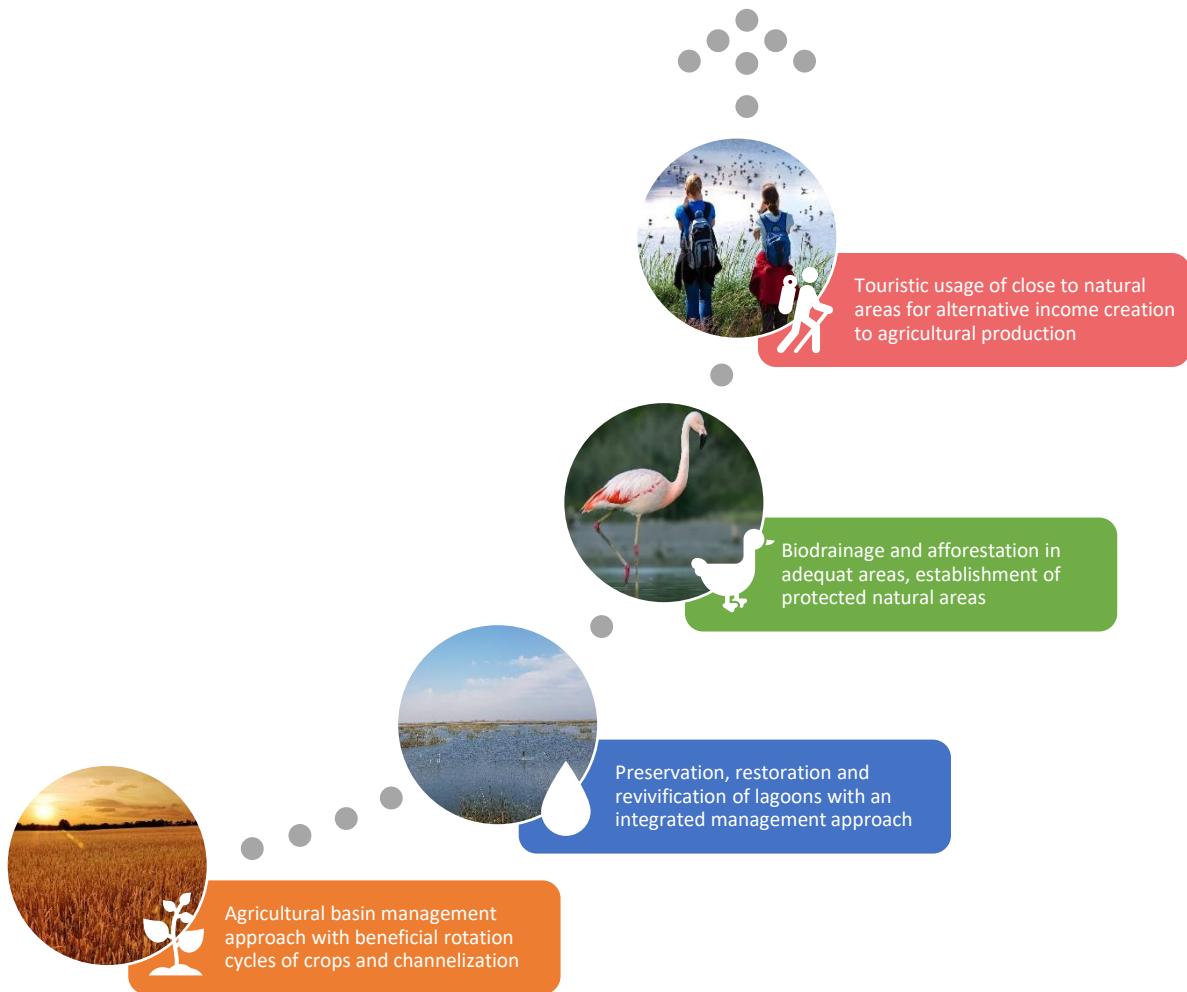 Touristic usage of close to natural
areas for alternative income creation
to agricultural production
Biodrainage and afforestation in
adequat areas, establishment of
protected natural areas
Preservation, restoration and
revivification of lagoons with an
integrated management approach
Agricultural basin management
approach with beneficial rotation
cycles of crops and channelization